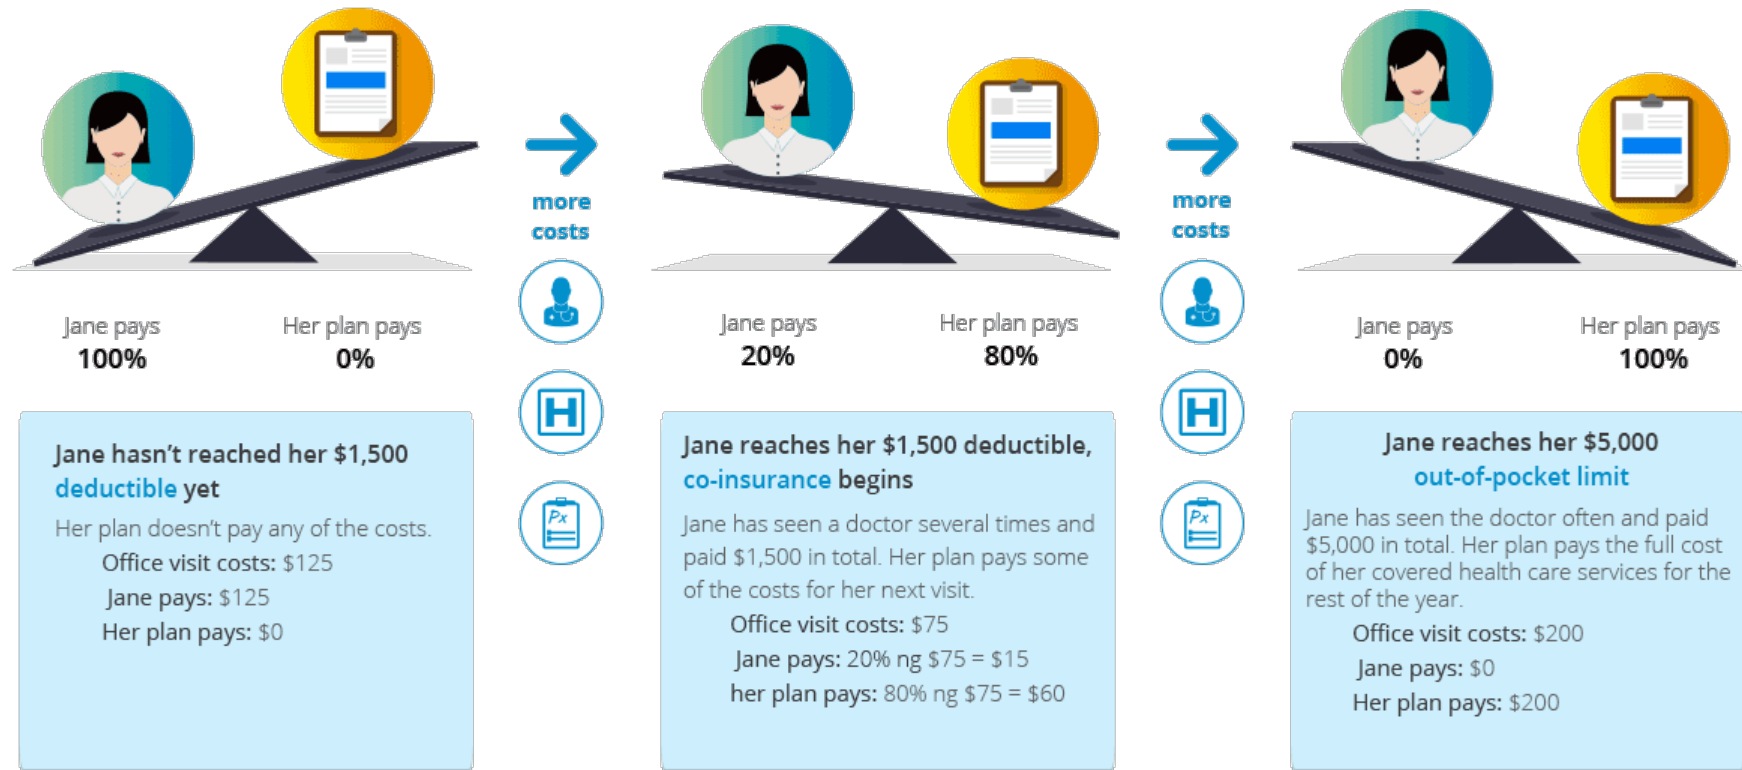 Jane pays
100%
Her plan pays
0%
Jane hasn't reached her $1,500
deductible yet
Her plan doesn't pay any of the costs.
Office visit costs: $125
Jane pays: $125
Her plan pays: $0
more
costs
H
Px
Jane pays
20%
Her plan pays
80%
Jane reaches her $1,500 deductible,
co-insurance begins
Jane has seen a doctor several times and
paid $1,500 in total. Her plan pays some
of the costs for her next visit.
Office visit costs: $75
Jane pays: 20% ng $75 = $15
her plan pays: 80% ng $75 = $60
more
costs
H
Px
Jane pays
0%
Her plan pays
100%
Jane reaches her $5,000
out-of-pocket limit
Jane has seen the doctor often and paid
$5,000 in total. Her plan pays the full cost
of her covered health care services for the
rest of the year.
Office visit costs: $200
Jane pays: $0
Her plan pays: $200